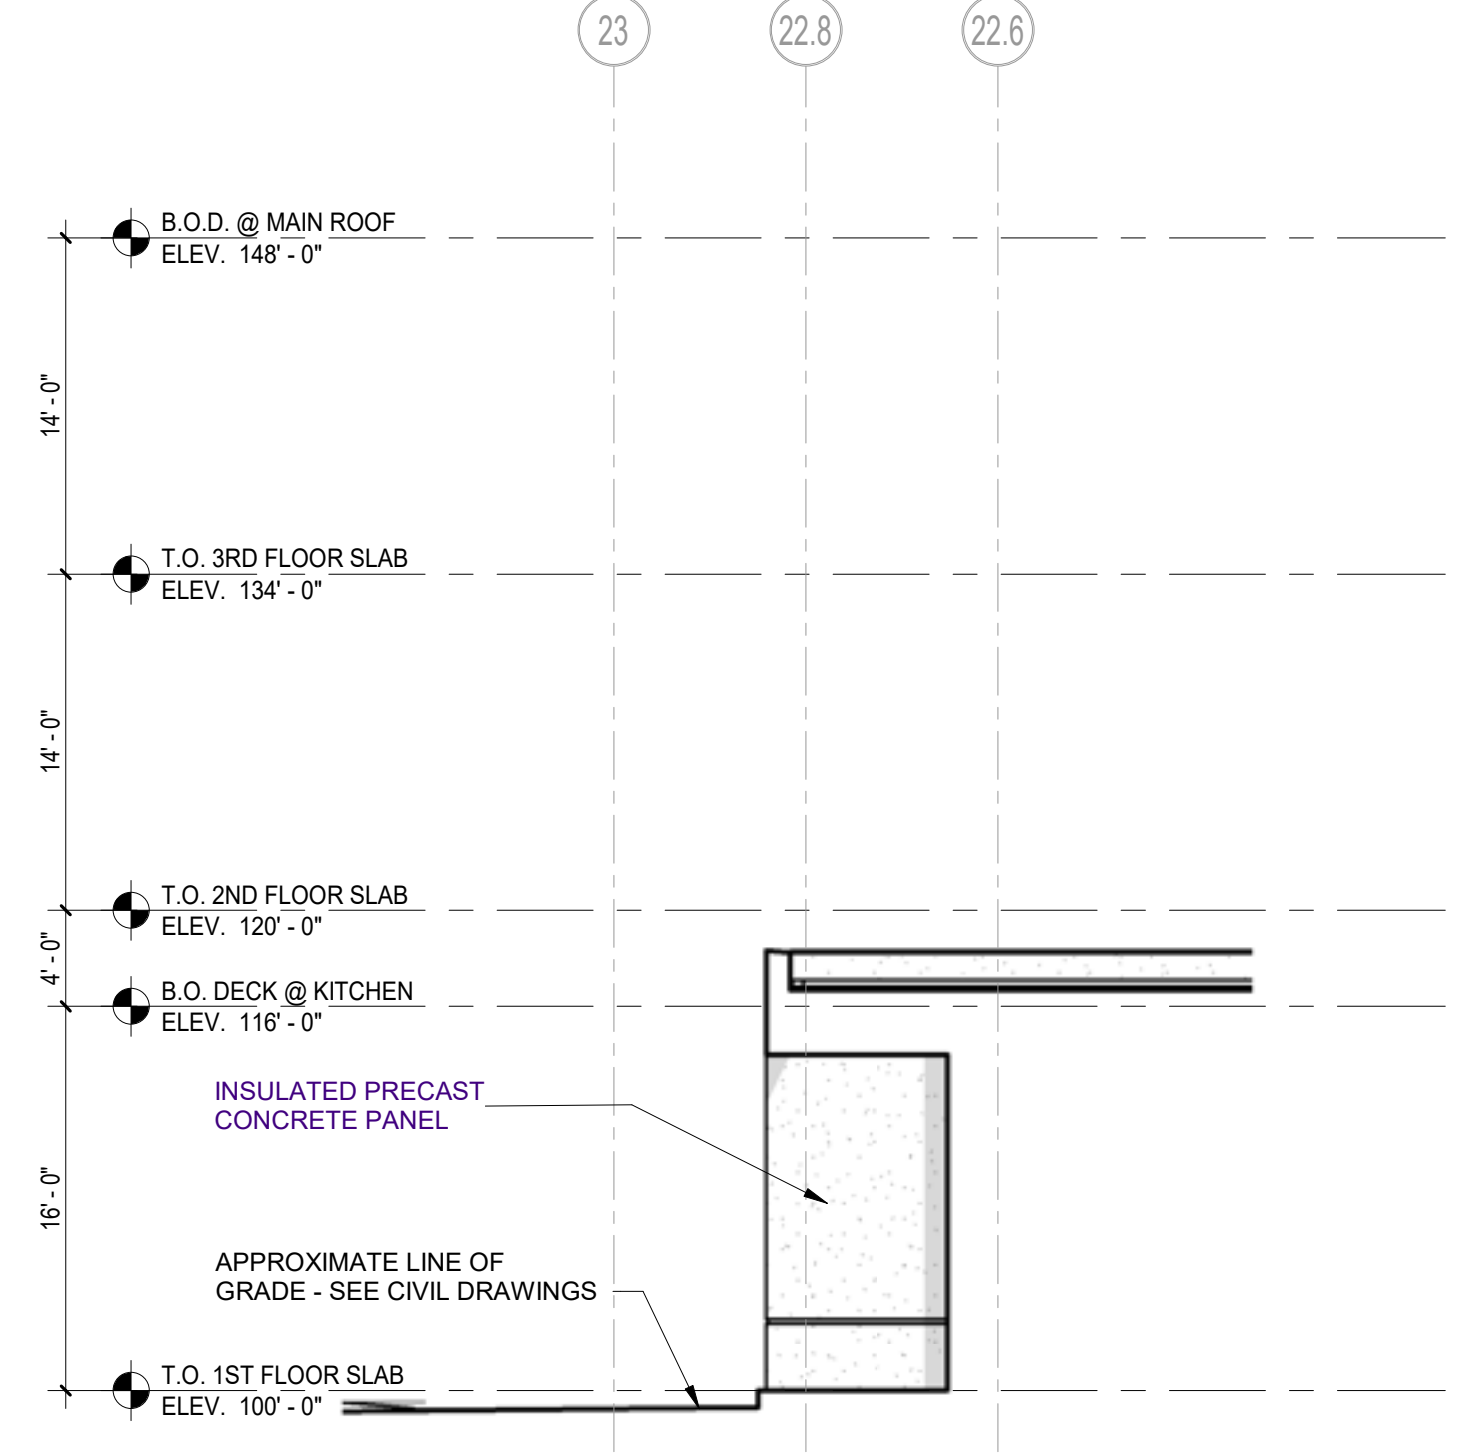 23
22.8
22.6
B.O.D. @ MAIN ROOF
ELEV. 148' - 0"
14' - 0"
T.O. 3RD FLOOR SLAB
ELEV. 134' - 0"
14' - 0"
T.O. 2ND FLOOR SLAB
ELEV. 120' - 0"
4' - 0"
B.O. DECK @ KITCHEN
ELEV. 116' - 0"
INSULATED PRECAST
CONCRETE PANEL
16' - 0"
APPROXIMATE LINE OF
GRADE - SEE CIVIL DRAWINGS
T.O. 1ST FLOOR SLAB
ELEV. 100' - 0"